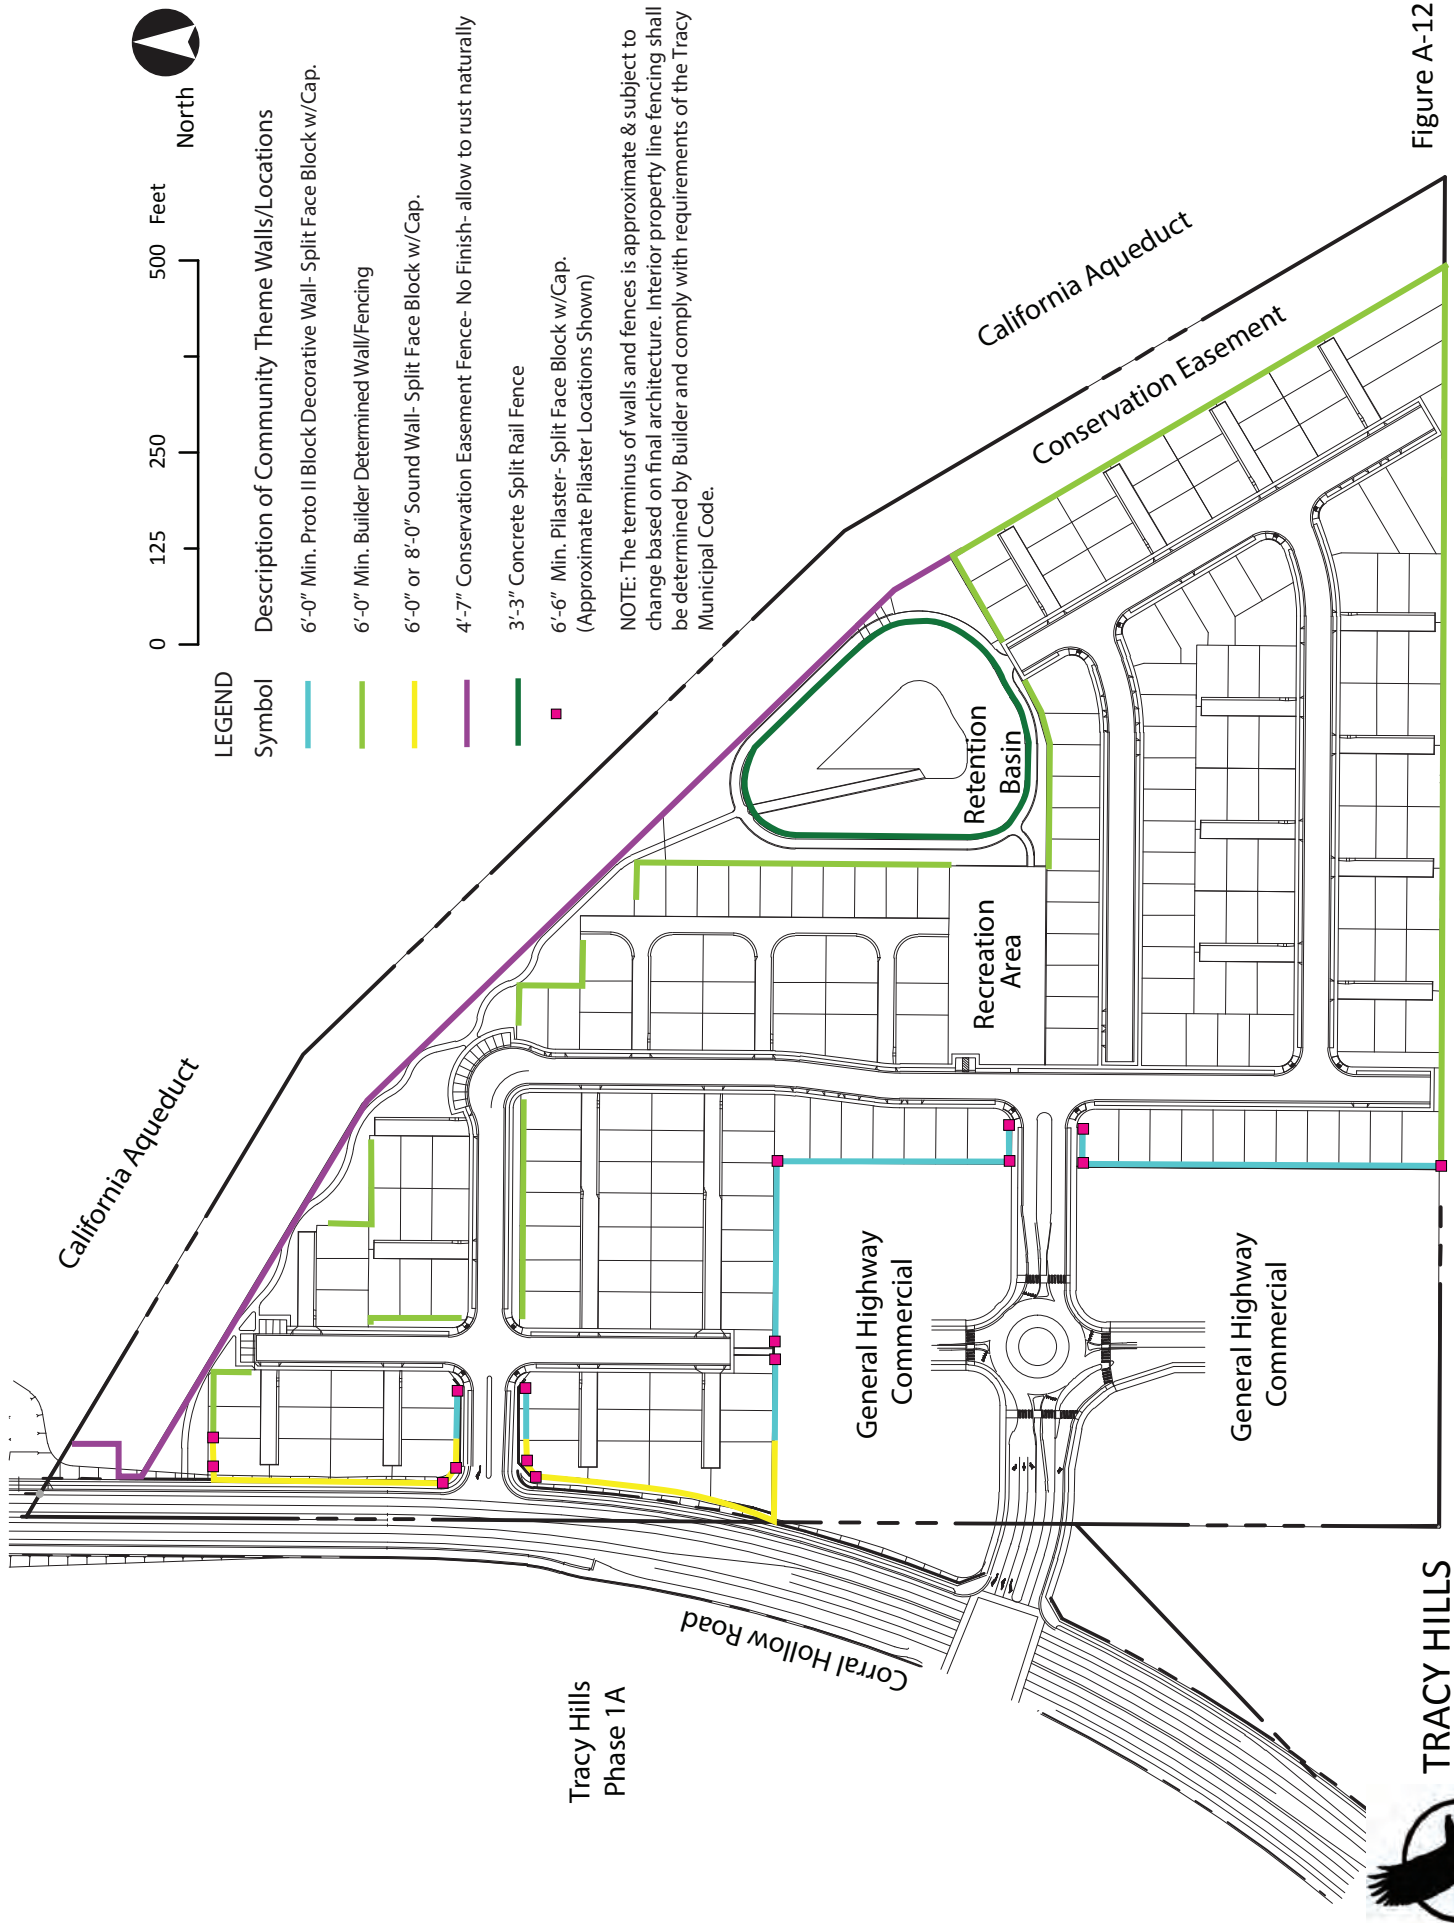 North
0 125 250 500 Feet
LEGEND
Symbol Description of Community Theme Walls/Locations
6'-0" Min. Proto II Block Decorative Wall- Split Face Block w/Cap.
6'-0" Min. Builder Determined Wall/Fencing
6'-0" or 8'-0" Sound Wall- Split Face Block w/Cap.
4'-7" Conservation Easement Fence- No Finish- allow to rust naturally
3'-3" Concrete Split Rail Fence
6'-6" Min. Pilaster- Split Face Block w/Cap.
(Approximate Pilaster Locations Shown)
NOTE: The terminus of walls and fences is approximate & subject to
change based on final architecture. Interior property line fencing shall
be determined by Builder and comply with requirements of the Tracy
Municipal Code.
California Aqueduct
California Aqueduct
Conservation Easement
Retention
Basin
Recreation
Area
General Highway
Commercial
General Highway
Commercial
Corral Hollow Road
Tracy Hills
Phase 1A
TRACY HILLS
Figure A-12